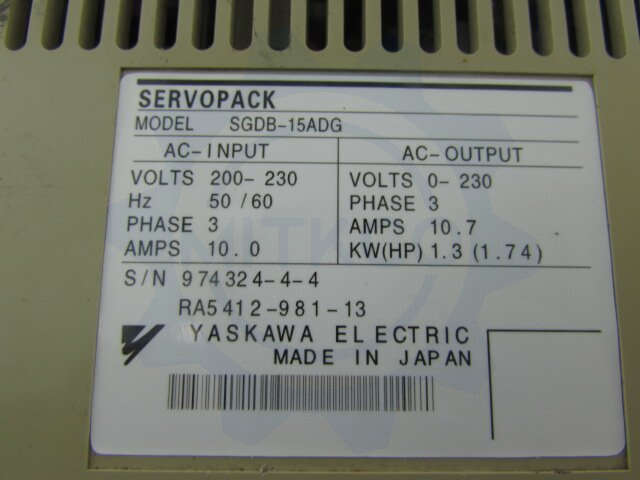 SERVOPACK
MODEL SGDB-15ADG
AC-INPUT AC-OUTPUT
VOLTS 200-230 VOLTS 0-230
Hz 50/60 PHASE 3
PHASE 3 AMPS 10.7
AMPS 10.0 KW(HP) 1.3 (1.74)
S/N 974324-4-4
RA5412-981-13
YASKAWA ELECTRIC
MADE IN JAPAN